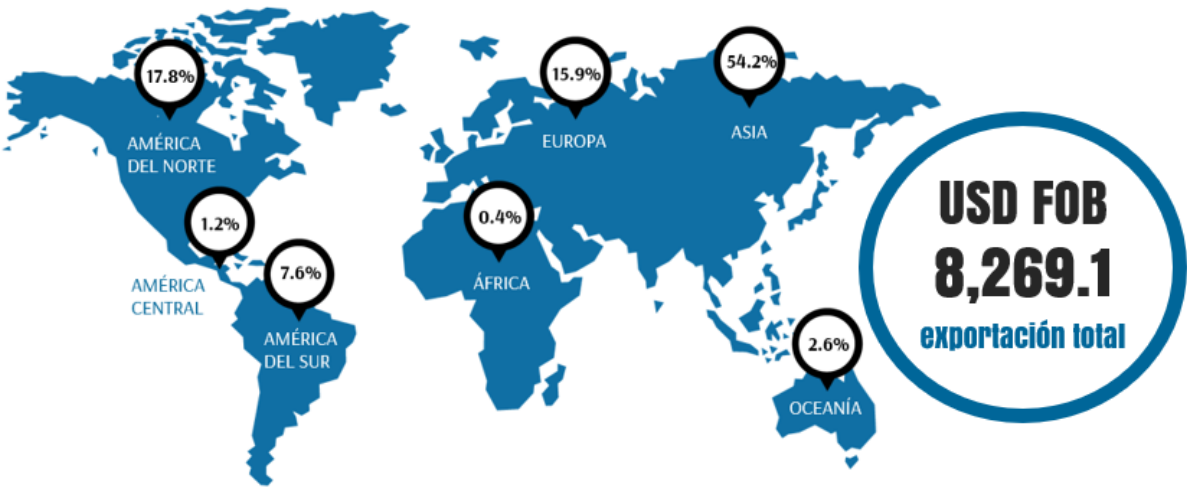 17.8%
AMÉRICA
DEL NORTE
1.2%
AMÉRICA
CENTRAL
7.6%
AMÉRICA
DEL SUR
15.9%
EUROPA
0.4%
ÁFRICA
54.2%
ASIA
2.6%
OCEANÍA
USD FOB
8,269.1
exportación total